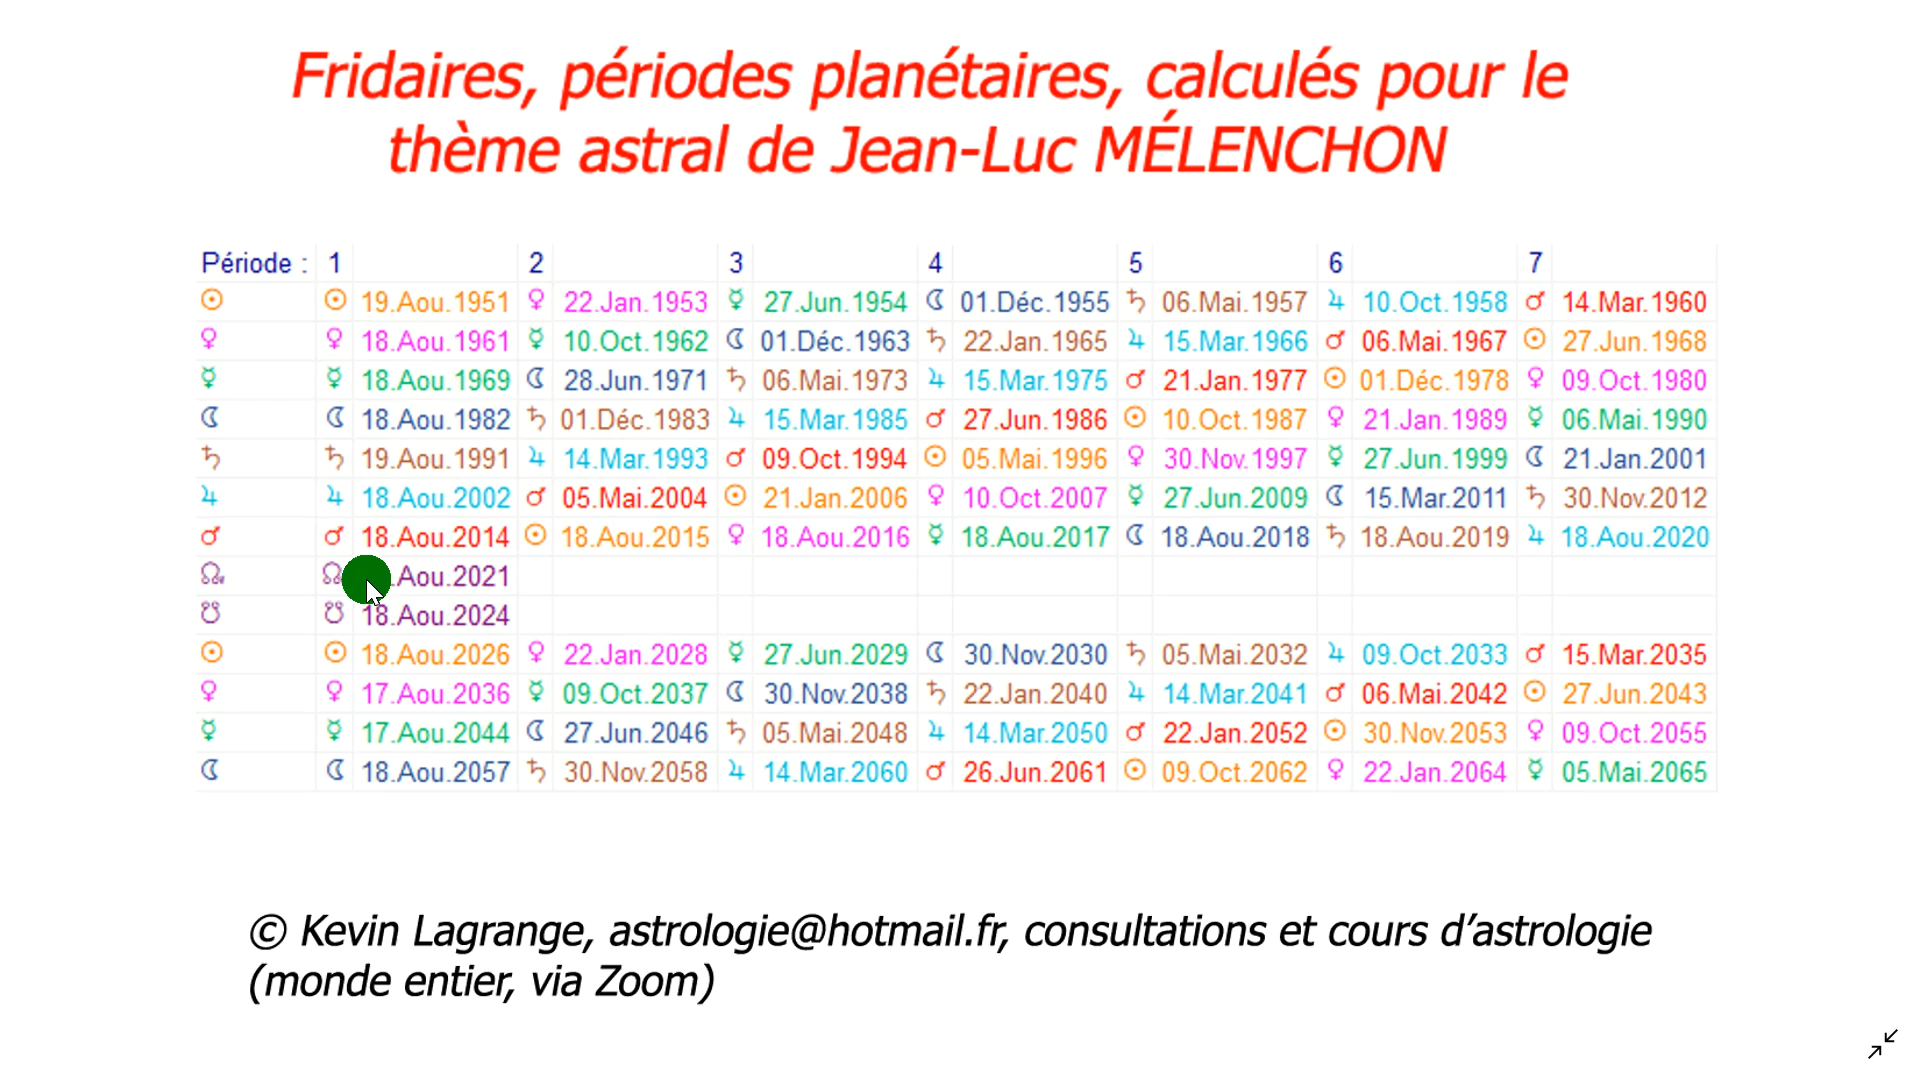 Fridaires, périodes planétaires, calculés pour le
thème astral de Jean-Luc MÉLENCHON
Période : 1 2 3 4 5 6 7
☉ ☉ 19.Aou.1951 ♀ 22.Jan.1953 ☿ 27.Jun.1954 ☾ 01.Déc.1955 ♄ 06.Mai.1957 ♃ 10.Oct.1958 ♂ 14.Mar.1960
♀ ♀ 18.Aou.1961 ☿ 10.Oct.1962 ☾ 01.Déc.1963 ♄ 22.Jan.1965 ♃ 15.Mar.1966 ♂ 06.Mai.1967 ☉ 27.Jun.1968
☿ ☿ 18.Aou.1969 ☾ 28.Jun.1971 ♄ 06.Mai.1973 ♃ 15.Mar.1975 ♂ 21.Jan.1977 ☉ 01.Déc.1978 ♀ 09.Oct.1980
☾ ☾ 18.Aou.1982 ♄ 01.Déc.1983 ♃ 15.Mar.1985 ♂ 27.Jun.1986 ☉ 10.Oct.1987 ♀ 21.Jan.1989 ☿ 06.Mai.1990
♄ ♄ 19.Aou.1991 ♃ 14.Mar.1993 ♂ 09.Oct.1994 ☉ 05.Mai.1996 ♀ 30.Nov.1997 ☿ 27.Jun.1999 ☾ 21.Jan.2001
♃ ♃ 18.Aou.2002 ♂ 05.Mai.2004 ☉ 21.Jan.2006 ♀ 10.Oct.2007 ☿ 27.Jun.2009 ☾ 15.Mar.2011 ♄ 30.Nov.2012
♂ ♂ 18.Aou.2014 ☉ 18.Aou.2015 ♀ 18.Aou.2016 ☿ 18.Aou.2017 ☾ 18.Aou.2018 ♄ 18.Aou.2019 ♃ 18.Aou.2020
☊ ☊ .Aou.2021
☋ ☋ 18.Aou.2024
☉ ☉ 18.Aou.2026 ♀ 22.Jan.2028 ☿ 27.Jun.2029 ☾ 30.Nov.2030 ♄ 05.Mai.2032 ♃ 09.Oct.2033 ♂ 15.Mar.2035
♀ ♀ 17.Aou.2036 ☿ 09.Oct.2037 ☾ 30.Nov.2038 ♄ 22.Jan.2040 ♃ 14.Mar.2041 ♂ 06.Mai.2042 ☉ 27.Jun.2043
☿ ☿ 17.Aou.2044 ☾ 27.Jun.2046 ♄ 05.Mai.2048 ♃ 14.Mar.2050 ♂ 22.Jan.2052 ☉ 30.Nov.2053 ♀ 09.Oct.2055
☾ ☾ 18.Aou.2057 ♄ 30.Nov.2058 ♃ 14.Mar.2060 ♂ 26.Jun.2061 ☉ 09.Oct.2062 ♀ 22.Jan.2064 ☿ 05.Mai.2065
© Kevin Lagrange, astrologie@hotmail.fr, consultations et cours d’astrologie
(monde entier, via Zoom)